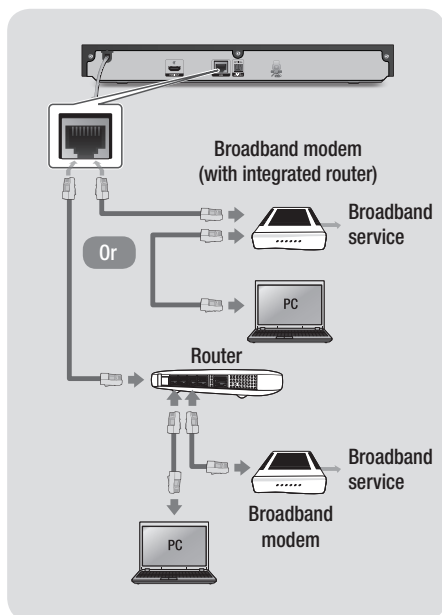 Broadband modem
(with integrated router)
Broadband
service
Or
PC
Router
Broadband
service
Broadband
modem
PC